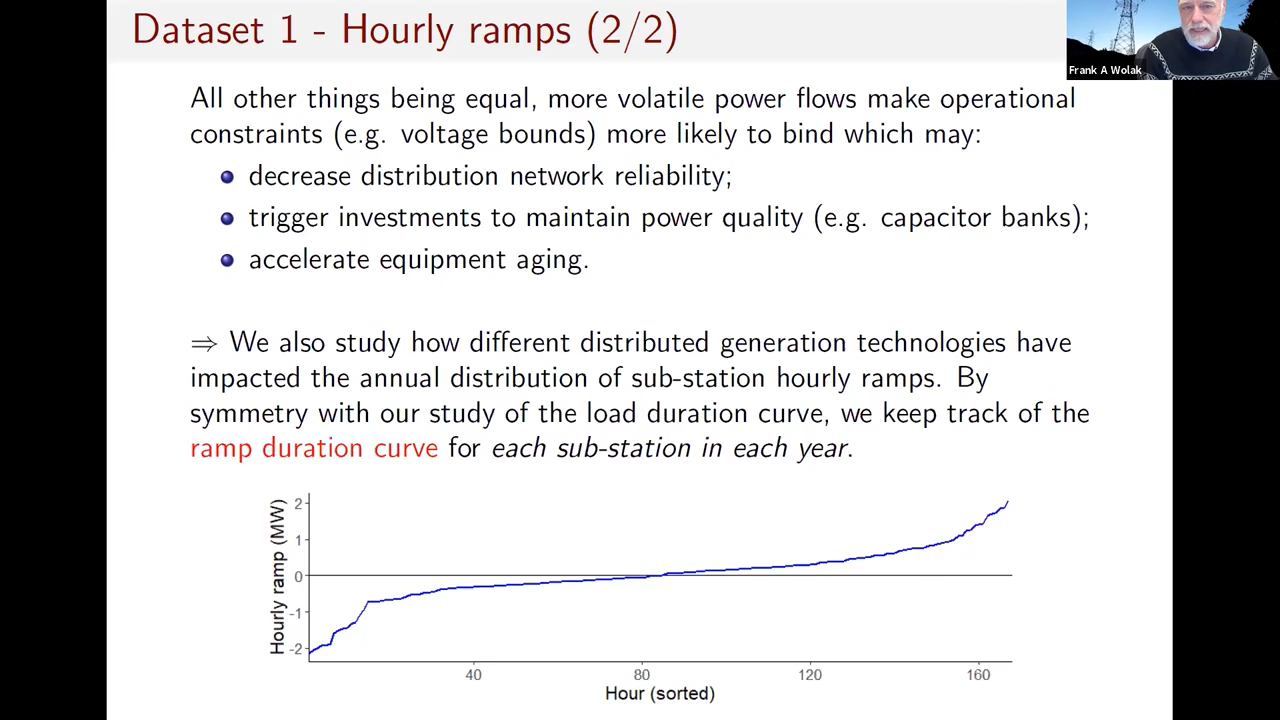 Dataset 1 - Hourly ramps (2/2)
Frank A Wolak
All other things being equal, more volatile power flows make operational
constraints (e.g. voltage bounds) more likely to bind which may:
decrease distribution network reliability;
trigger investments to maintain power quality (e.g. capacitor banks);
accelerate equipment aging.
⇒ We also study how different distributed generation technologies have
impacted the annual distribution of sub-station hourly ramps. By
symmetry with our study of the load duration curve, we keep track of the
ramp duration curve for each sub-station in each year.
Hourly ramp (MW)
2
1
0
-1
-2
40 80 120 160
Hour (sorted)